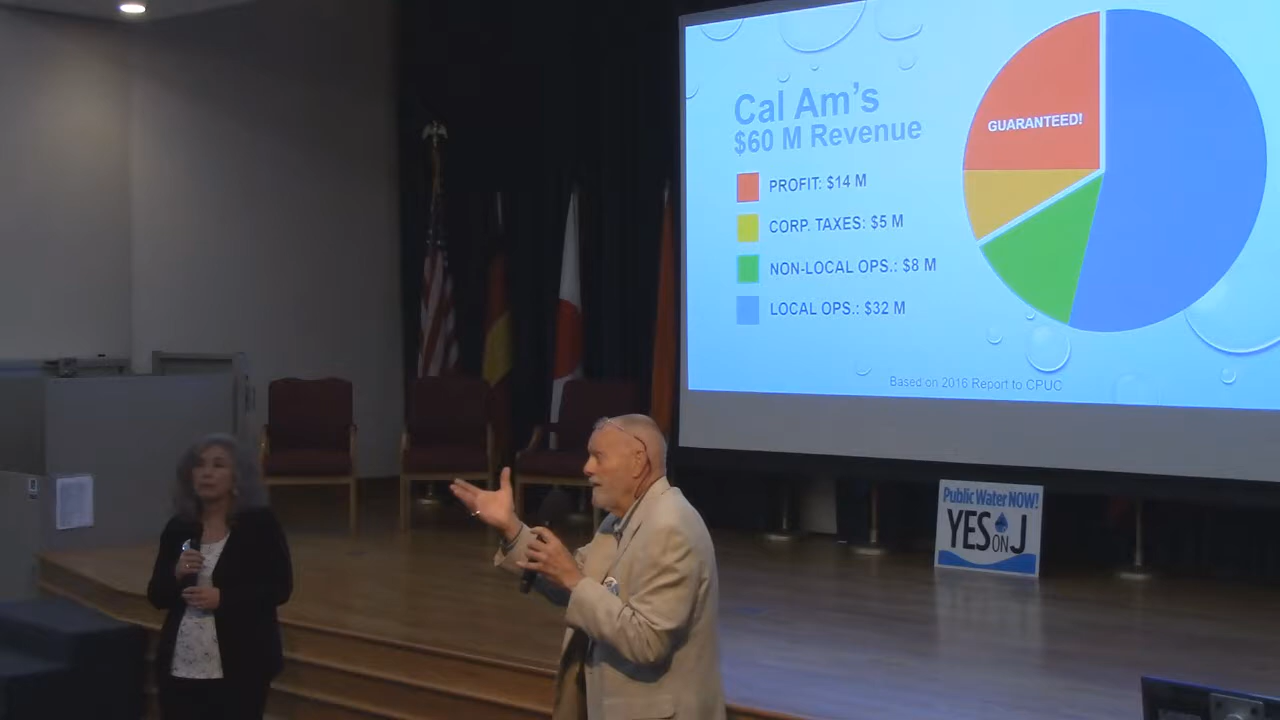 Cal Am's
$60 M Revenue
GUARANTEED!
PROFIT: $14 M
CORP. TAXES: $5 M
NON-LOCAL OPS.: $8 M
LOCAL OPS.: $32 M
Based on 2016 Report to CPUC
Public Water NOW!
YES ON J